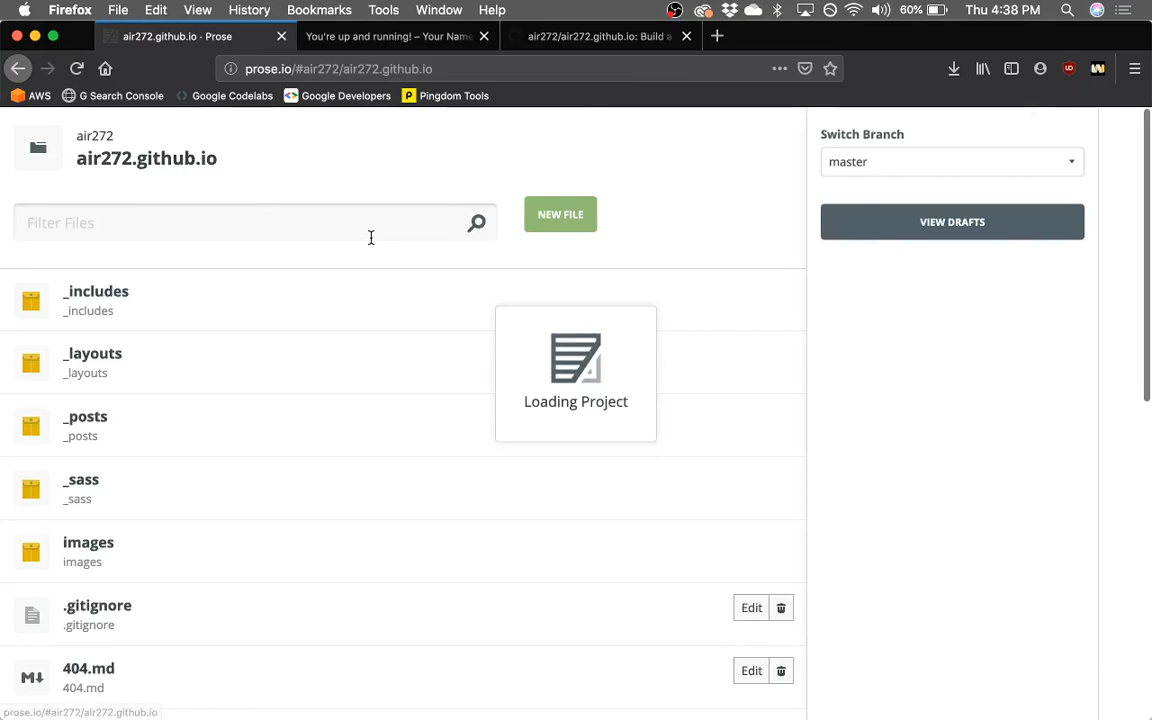 Firefox File Edit View History Bookmarks Tools Window Help 60% Thu 4:38 PM
air272.github.io · Prose You're up and running! – Your Name air272/air272.github.io: Build a
prose.io/#air272/air272.github.io
AWS G Search Console Google Codelabs Google Developers Pingdom Tools
air272
air272.github.io
Filter Files
NEW FILE
Switch Branch
master
VIEW DRAFTS
_includes
_includes
_layouts
_layouts
_posts
_posts
_sass
_sass
images
images
.gitignore
.gitignore
Edit
404.md
404.md
Edit
Loading Project
prose.io/#air272/air272.github.io